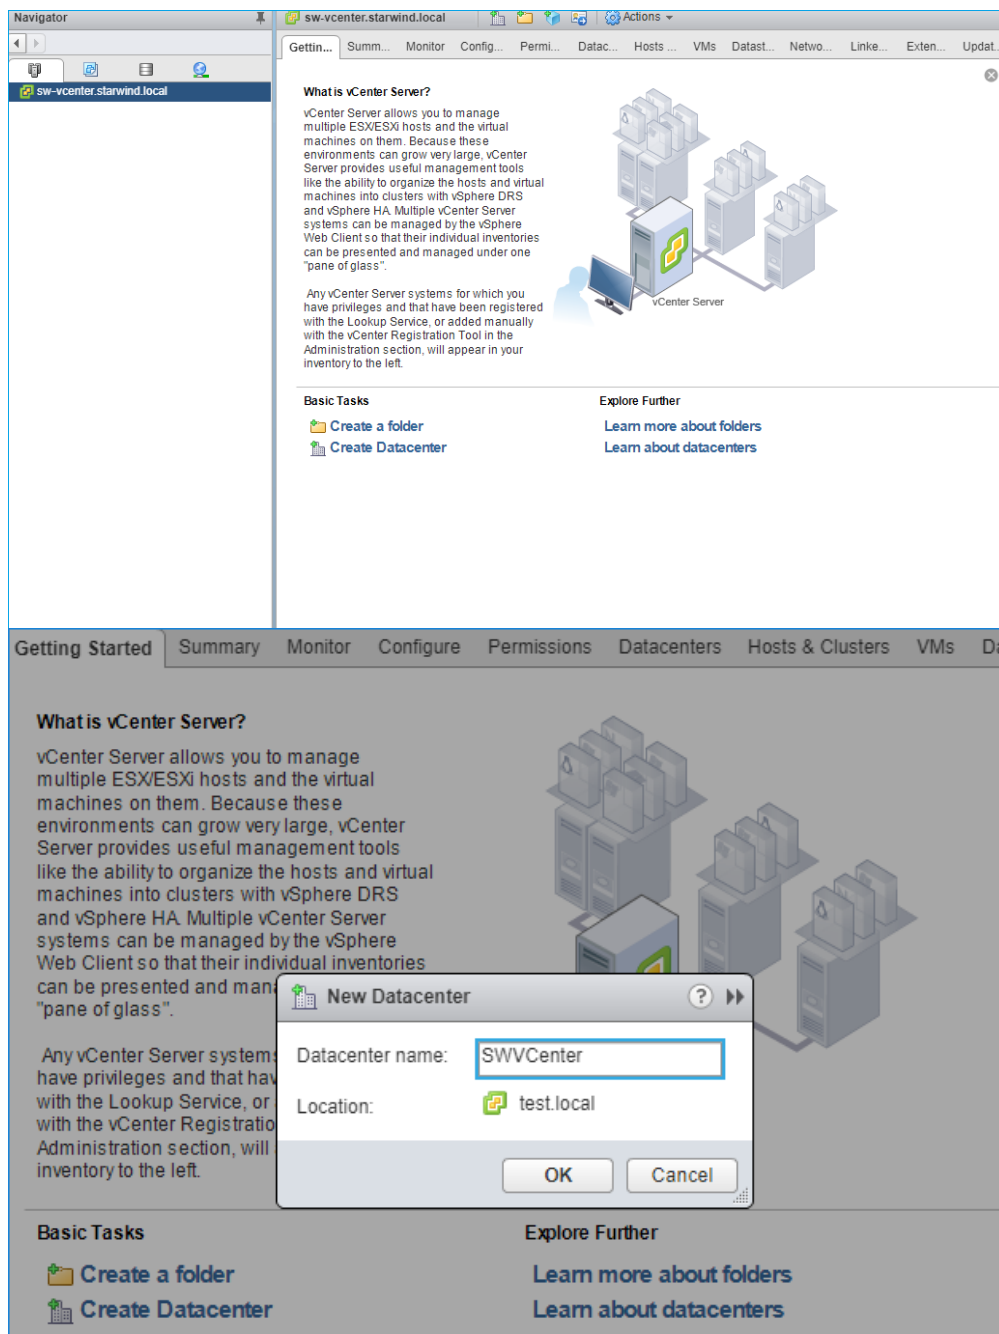 Navigator
sw-vcenter.starwind.local
Actions
Gettin... Summ... Monitor Config... Permi... Datac... Hosts ... VMs Datast... Netwo... Linke... Exten... Updat...
sw-vcenter.starwind.local
What is vCenter Server?
vCenter Server allows you to
manage
multiple ESX/ESXi hosts and the virtual
machines on them. Because these
environments can grow very large, vCenter
Server provides useful management tools
like the ability to organize the hosts and virtual
machines into clusters with vSphere DRS
and vSphere HA. Multiple vCenter Server
systems can be managed by the vSphere
Web Client so that their individual inventories
can be presented and managed under one
"pane of glass".
Any vCenter Server systems for which you
have privileges and that have been registered
with the Lookup Service, or added manually
with the vCenter Registration Tool in the
Administration section, will appear in your
inventory to the left.
vCenter Server
Basic Tasks
Create a folder
Create Datacenter
Explore Further
Learn more about folders
Learn about datacenters
Getting Started Summary Monitor Configure Permissions Datacenters Hosts & Clusters VMs Da
What is vCenter Server?
vCenter Server allows you to manage
multiple ESX/ESXi hosts and the virtual
machines on them. Because these
environments can grow very large, vCenter
Server provides useful management tools
like the ability to organize the hosts and virtual
machines into clusters with vSphere DRS
and vSphere HA. Multiple vCenter Server
systems can be managed by the vSphere
Web Client so that their individual inventories
can be presented and mana
"pane of glass".
Any vCenter Server systems
have privileges and that hav
with the Lookup Service, or
with the vCenter Registratio
Administration section, will
inventory to the left.
New Datacenter
?
Datacenter name: SWVCenter
Location: test.local
OK Cancel
Basic Tasks
Create a folder
Create Datacenter
Explore Further
Learn more about folders
Learn about datacenters